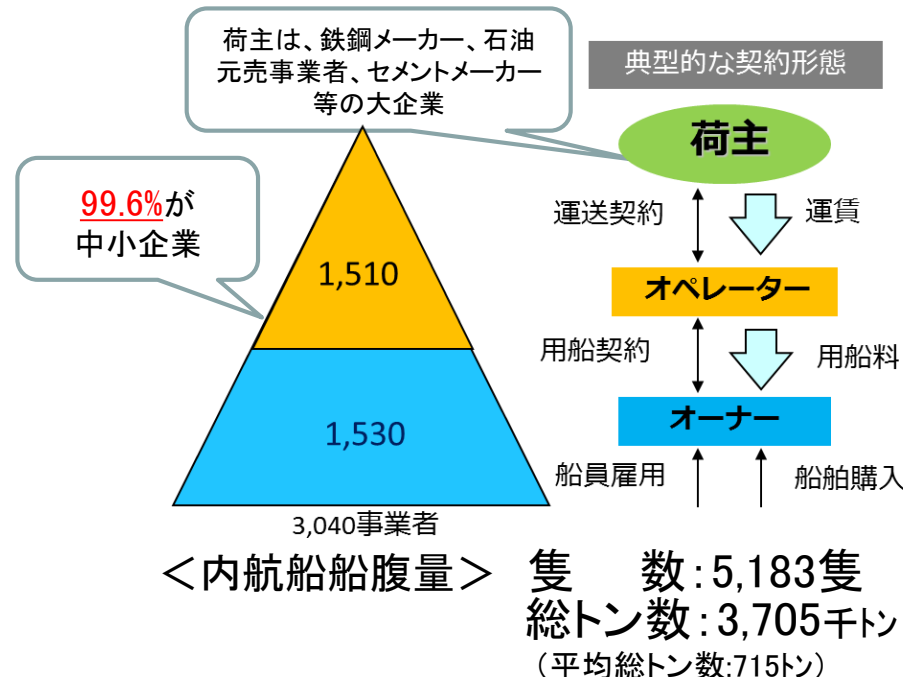 荷主は、鉄鋼メーカー、石油
元売事業者、セメントメーカー
等の大企業
典型的な契約形態
荷主
99.6%が
中小企業
運送契約
運賃
1,510
オペレーター
用船契約
用船料
オーナー
1,530
船員雇用
船舶購入
3,040事業者
＜内航船船腹量＞
隻　数：5,183隻
総トン数：3,705千トン
（平均総トン数:715トン）